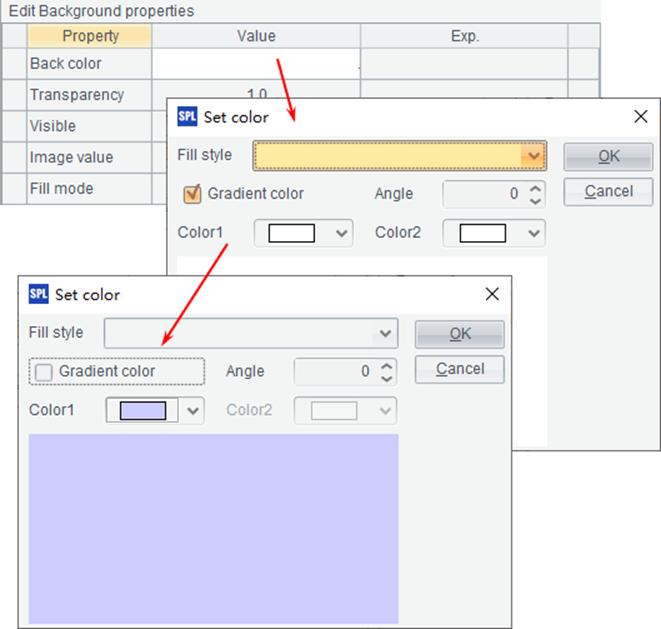 Edit Background properties
Property Value Exp.
Back color
Transparency 1.0
Visible
Image value
Fill mode
SPL Set color
Fill style OK
Gradient color Angle 0 Cancel
Color1 Color2
SPL Set color
Fill style OK
Gradient color Angle 0 Cancel
Color1 Color2